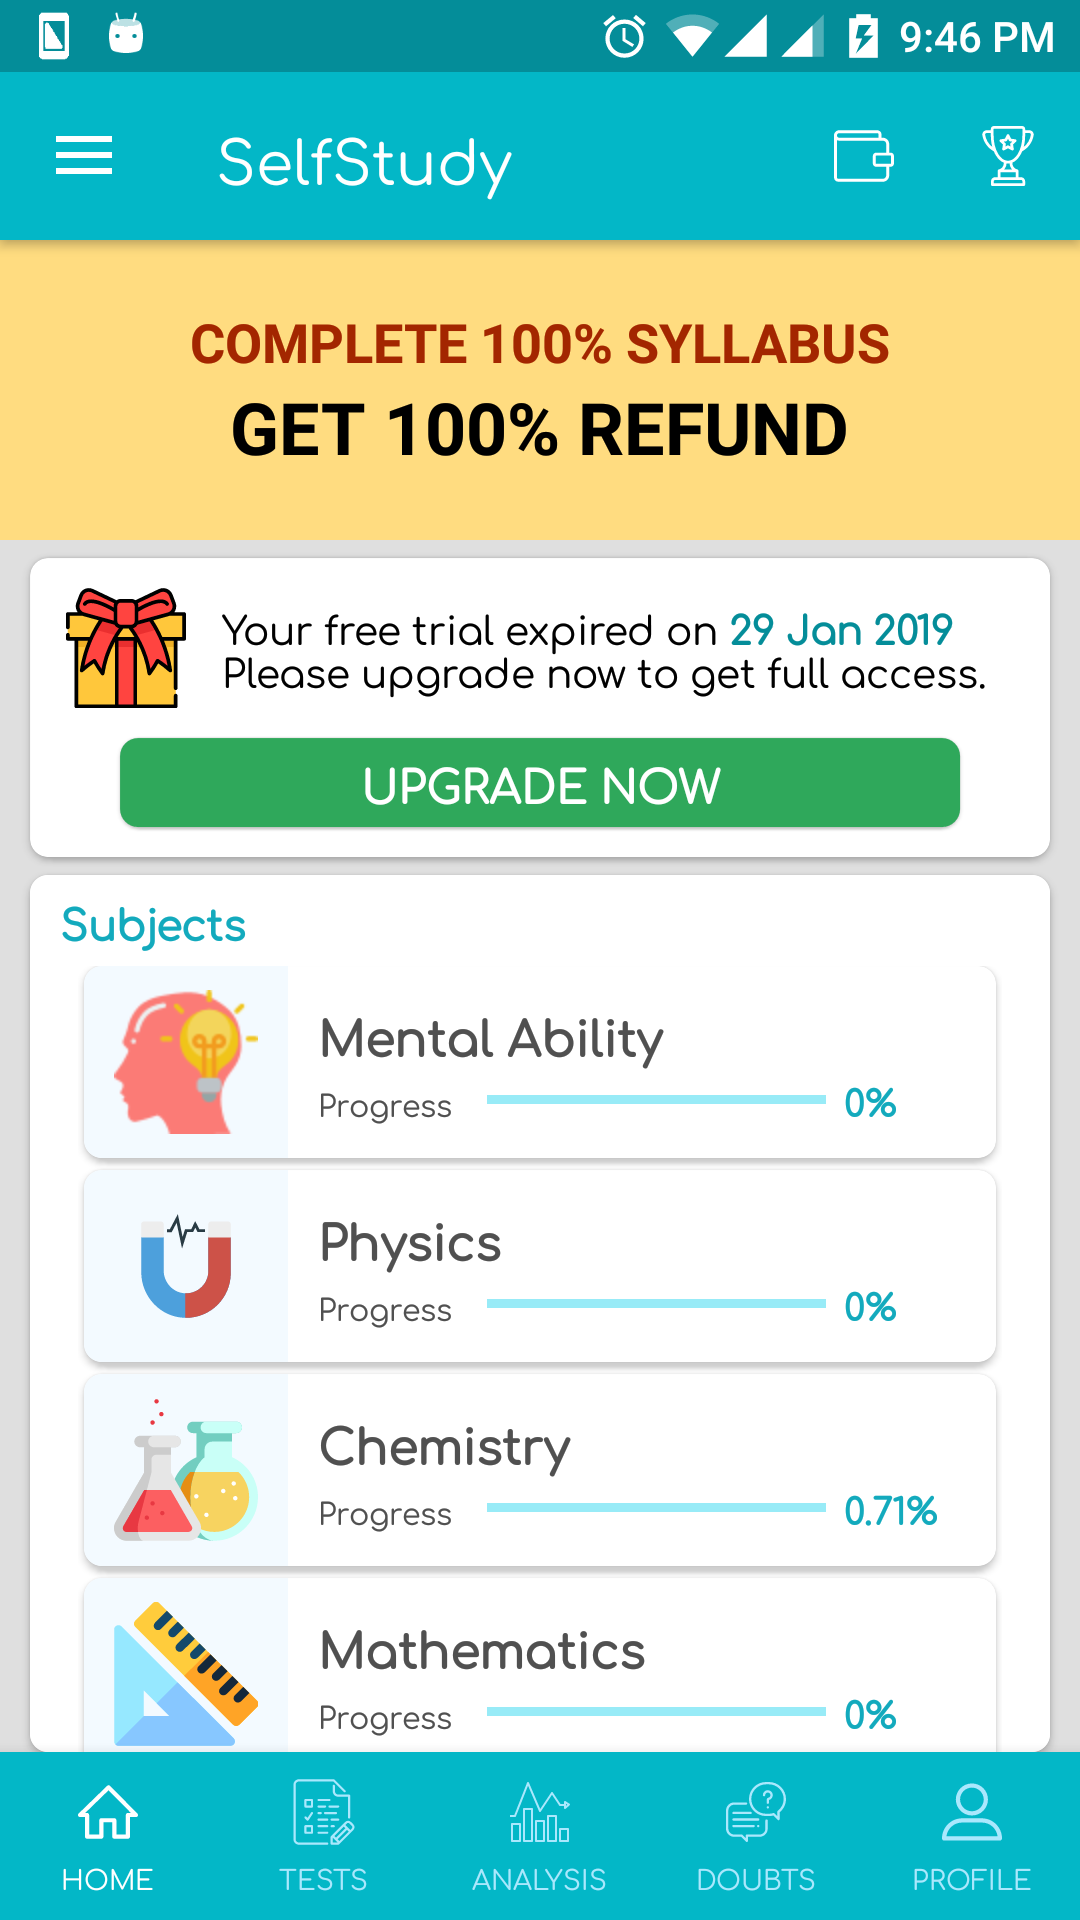 9:46 PM
SelfStudy
COMPLETE 100% SYLLABUS
GET 100% REFUND
Your free trial expired on 29 Jan 2019
Please upgrade now to get full access.
UPGRADE NOW
Subjects
Mental Ability
Progress 0%
Physics
Progress 0%
Chemistry
Progress 0.71%
Mathematics
Progress 0%
HOME TESTS ANALYSIS DOUBTS PROFILE